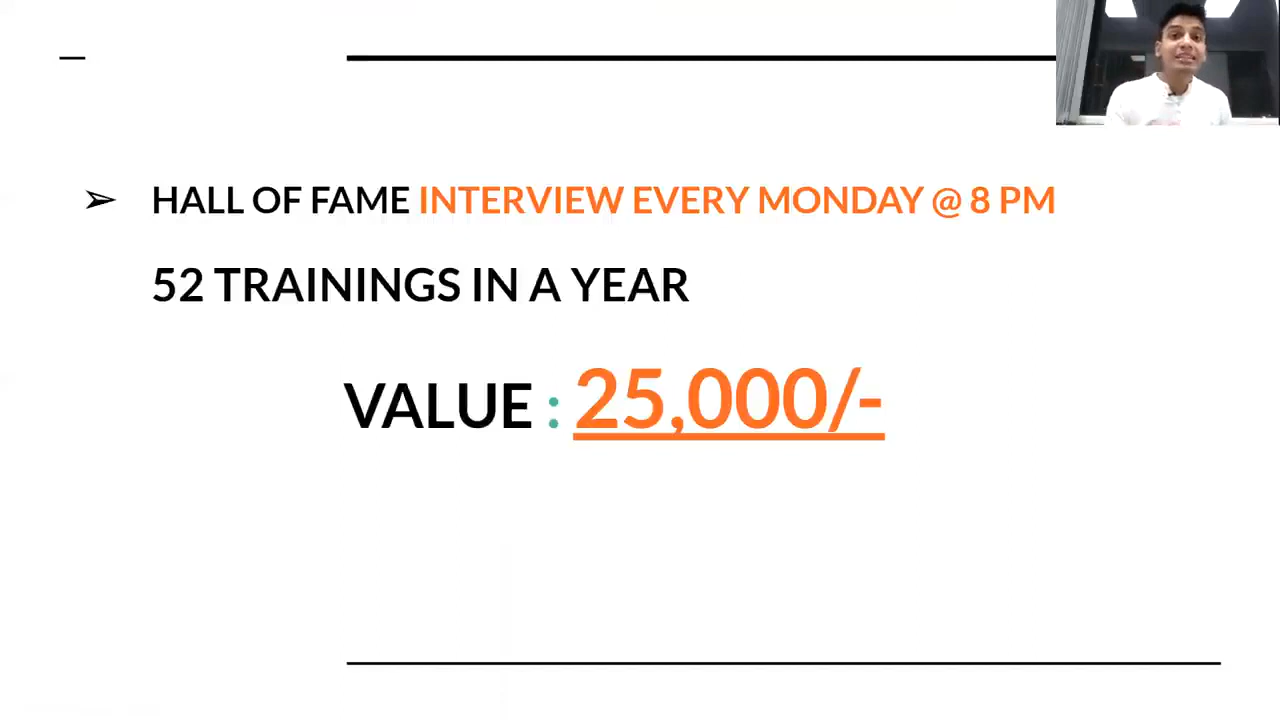 ➢ HALL OF FAME INTERVIEW EVERY MONDAY @ 8 PM
52 TRAININGS IN A YEAR
VALUE : 25,000/-